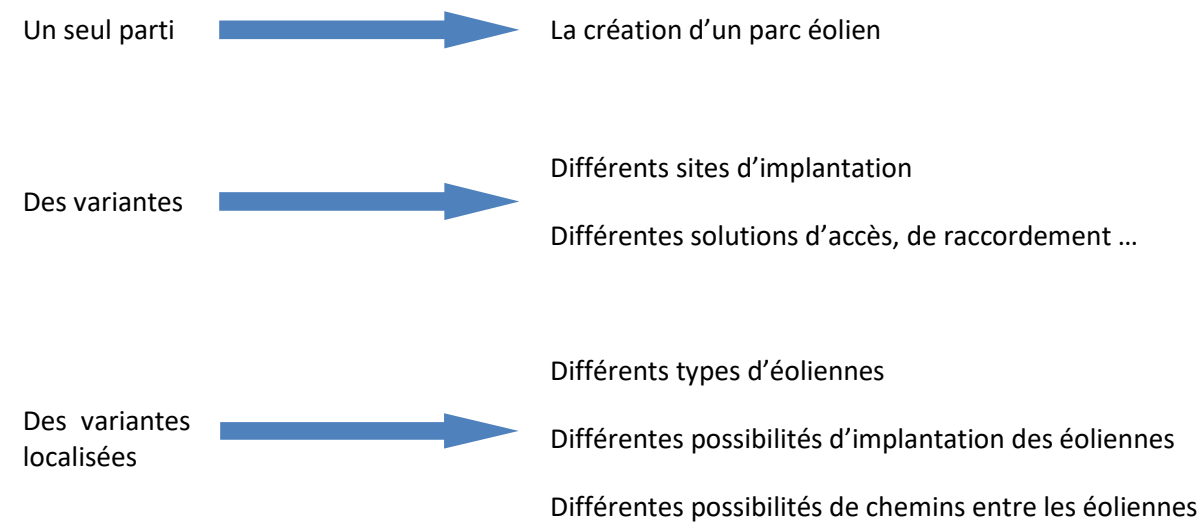 Un seul parti
La création d’un parc éolien
Des variantes
Différents sites d’implantation
Différentes solutions d’accès, de raccordement …
Des variantes
localisées
Différents types d’éoliennes
Différentes possibilités d’implantation des éoliennes
Différentes possibilités de chemins entre les éoliennes